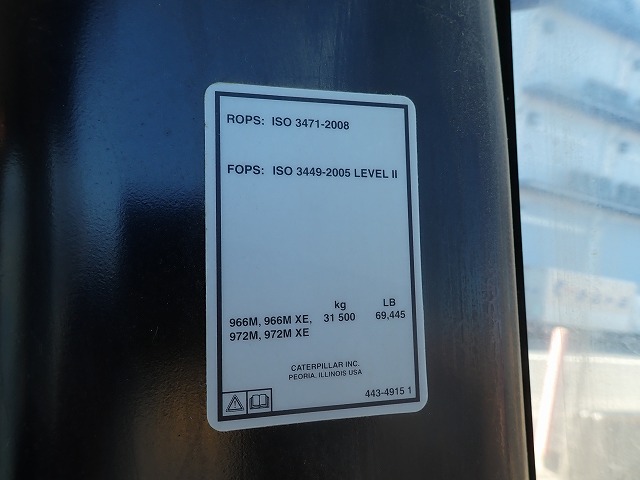 ROPS: ISO 3471-2008
FOPS: ISO 3449-2005 LEVEL II
kg LB
966M, 966M XE, 31 500 69,445
972M, 972M XE
CATERPILLAR INC.
PEORIA, ILLINOIS USA
443-4915 1